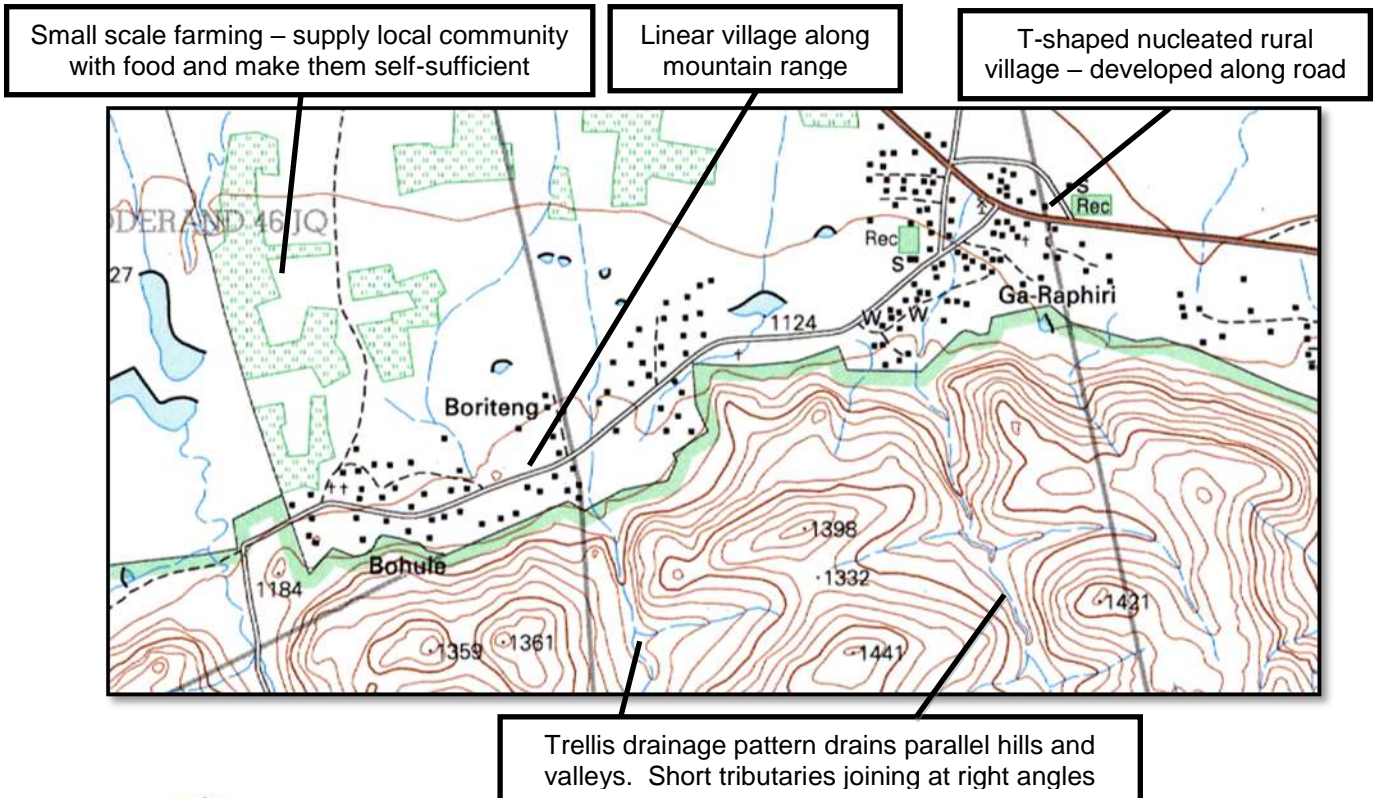 Small scale farming – supply local community
with food and make them self-sufficient
Linear village along
mountain range
T-shaped nucleated rural
village – developed along road
DERAND 46 JQ
27
S
Rec
Rec
S
Ga-Raphiri
W W
1124
Boriteng
Bohule
1184
1398
1332
1421
1359
1361
1441
Trellis drainage pattern drains parallel hills and
valleys. Short tributaries joining at right angles